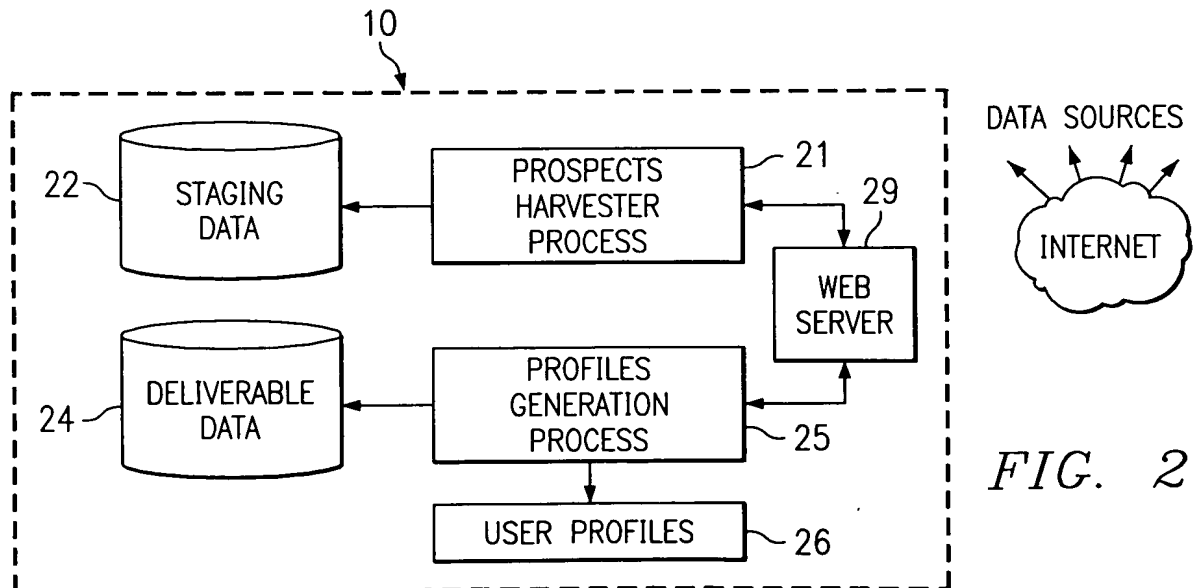 10
DATA SOURCES
INTERNET
22
STAGING
DATA
PROSPECTS
HARVESTER
PROCESS
21
29
WEB
SERVER
24
DELIVERABLE
DATA
PROFILES
GENERATION
PROCESS
25
USER PROFILES
26
FIG. 2